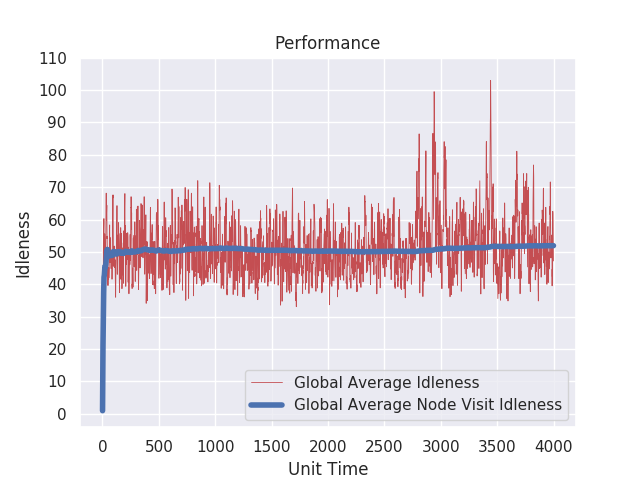 Performance
110
100
90
80
70
60
50
40
30
20
10
0
Idleness
Global Average Idleness
Global Average Node Visit Idleness
0 500 1000 1500 2000 2500 3000 3500 4000
Unit Time